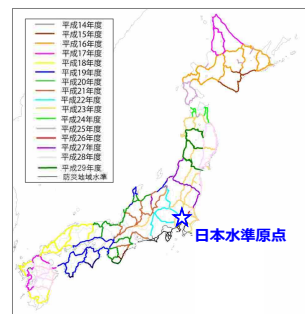 平成14年度
平成15年度
平成16年度
平成17年度
平成18年度
平成19年度
平成20年度
平成21年度
平成22年度
平成23年度
平成24年度
平成25年度
平成26年度
平成27年度
平成28年度
平成29年度
防災地域水準
日本水準原点